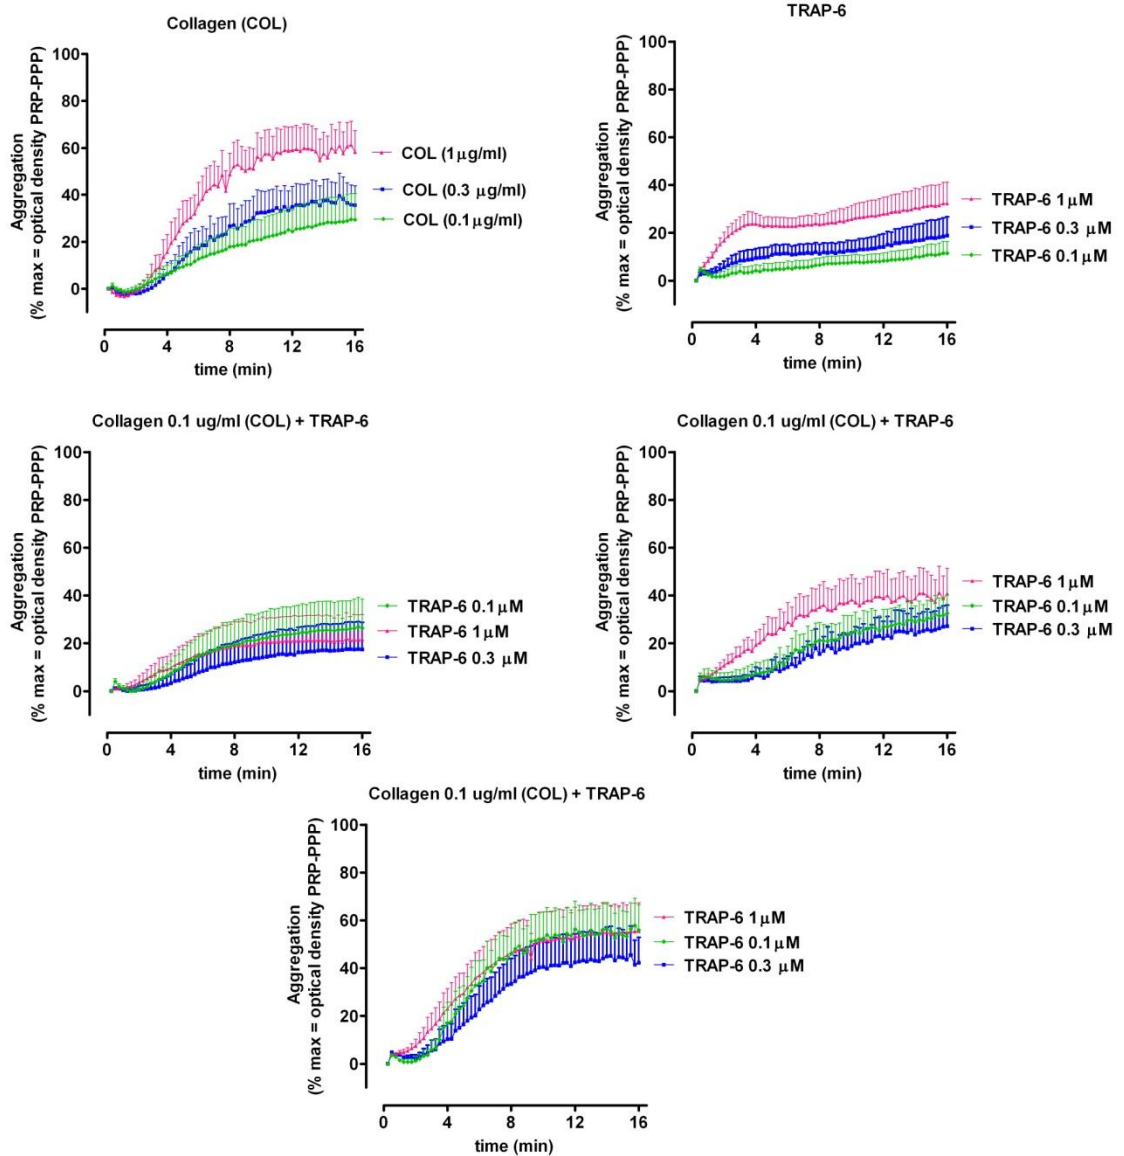 Collagen (COL)
Aggregation
(% max = optical density PRP-PPP)
100
80
60
40
20
0
COL (1μg/ml)
COL (0.3 μg/ml)
COL (0.1μg/ml)
0 4 8 12 16
time (min)
TRAP-6
Aggregation
(% max = optical density PRP-PPP)
100
80
60
40
20
0
TRAP-6 1μM
TRAP-6 0.3 μM
TRAP-6 0.1μM
0 4 8 12 16
time (min)
Collagen 0.1 ug/ml (COL) + TRAP-6
Aggregation
(% max = optical density PRP-PPP)
100
80
60
40
20
0
TRAP-6 0.1μM
TRAP-6 1μM
TRAP-6 0.3 μM
0 4 8 12 16
time (min)
Collagen 0.1 ug/ml (COL) + TRAP-6
Aggregation
(% max = optical density PRP-PPP)
100
80
60
40
20
0
TRAP-6 1μM
TRAP-6 0.1μM
TRAP-6 0.3 μM
0 4 8 12 16
time (min)
Collagen 0.1 ug/ml (COL) + TRAP-6
Aggregation
(% max = optical density PRP-PPP)
100
80
60
40
20
0
TRAP-6 1μM
TRAP-6 0.1μM
TRAP-6 0.3 μM
0 4 8 12 16
time (min)